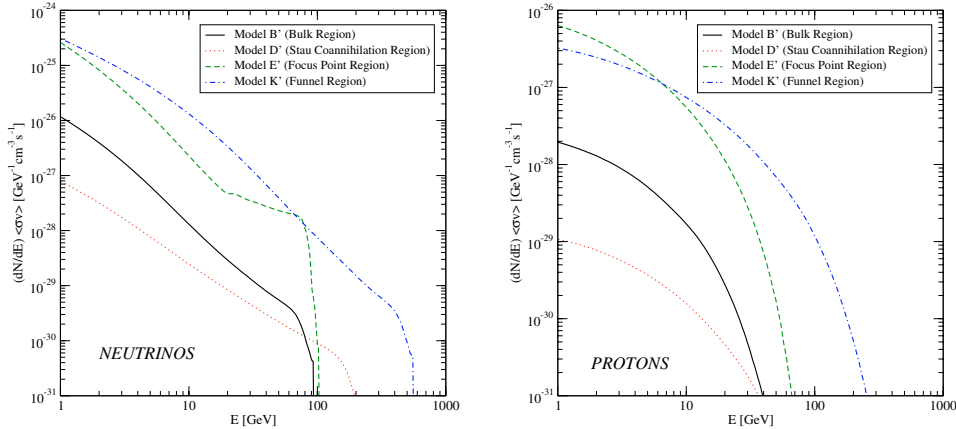 10^-24
10^-25
10^-26
10^-27
10^-28
10^-29
10^-30
10^-31
(dN/dE) <σv> [GeV^-1 cm^-3 s^-1]
Model B' (Bulk Region)
Model D' (Stau Coannihilation Region)
Model E' (Focus Point Region)
Model K' (Funnel Region)
NEUTRINOS
1 10 100 1000
E [GeV]
10^-26
10^-27
10^-28
10^-29
10^-30
10^-31
(dN/dE) <σv> [GeV^-1 cm^-3 s^-1]
Model B' (Bulk Region)
Model D' (Stau Coannihilation Region)
Model E' (Focus Point Region)
Model K' (Funnel Region)
PROTONS
1 10 100 1000
E [GeV]